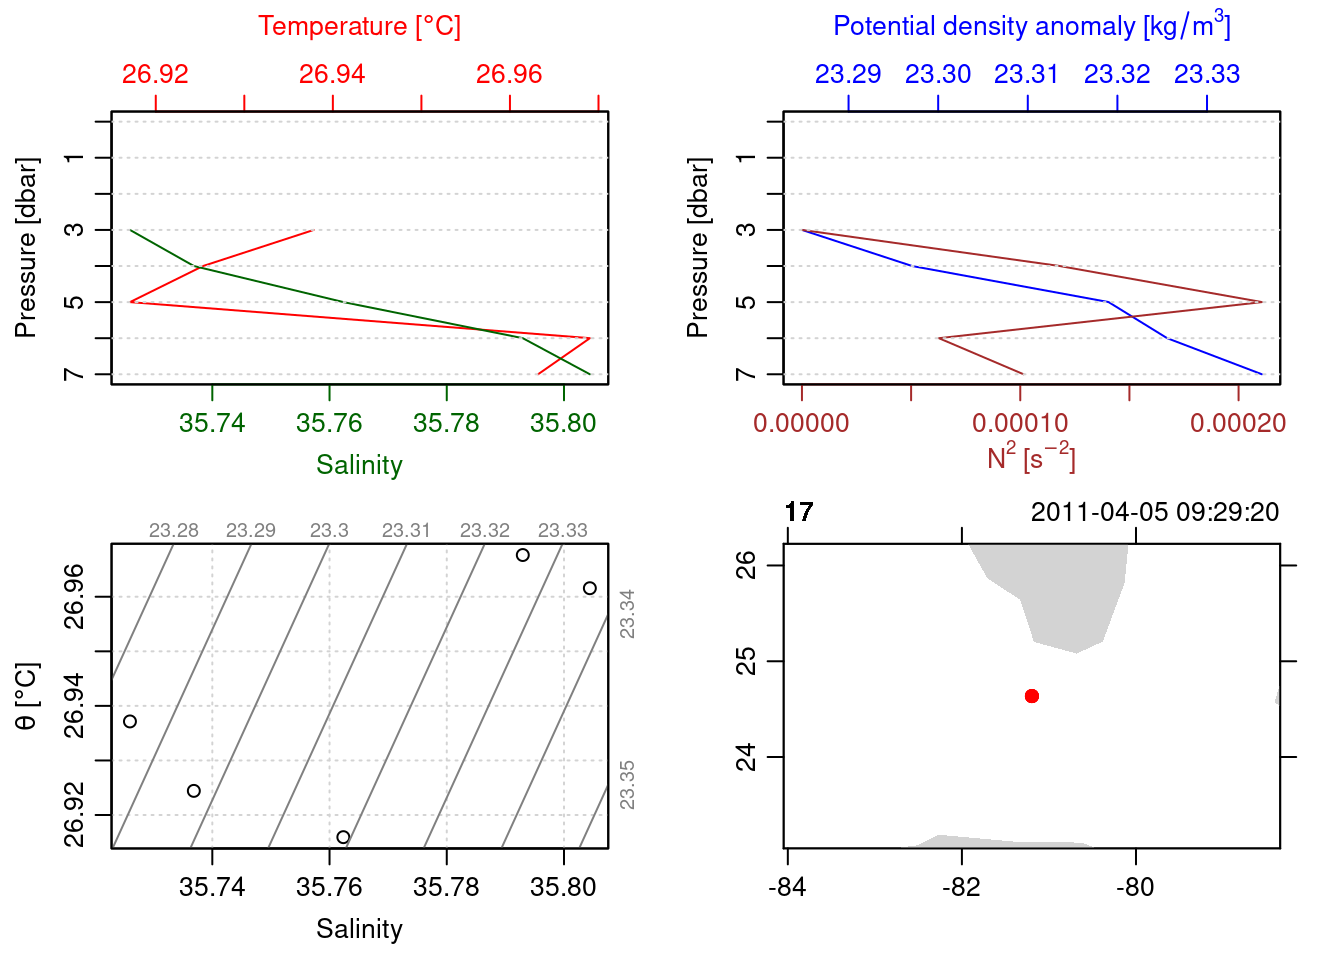 Temperature [°C]
26.92 26.94 26.96
Pressure [dbar]
1
3
5
7
35.74 35.76 35.78 35.80
Salinity
Potential density anomaly [kg/m³]
23.29 23.30 23.31 23.32 23.33
Pressure [dbar]
1
3
5
7
0.00000 0.00010 0.00020
N² [s⁻²]
23.28 23.29 23.3 23.31 23.32 23.33
23.34
23.35
θ [°C]
26.96
26.94
26.92
35.74 35.76 35.78 35.80
Salinity
17 2011-04-05 09:29:20
26
25
24
-84 -82 -80